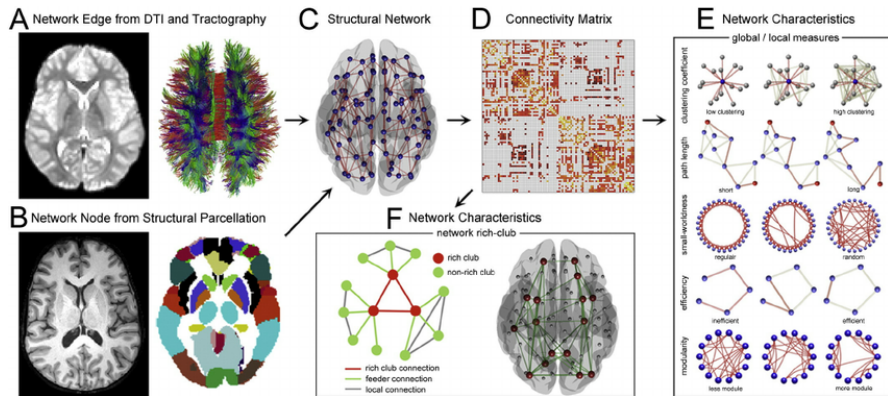 A Network Edge from DTI and Tractography
B Network Node from Structural Parcellation
C Structural Network
D Connectivity Matrix
E Network Characteristics
global / local measures
clustering coefficient
low clustering
high clustering
path length
short
long
small-worldness
regulair
random
efficiency
inefficient
efficient
modularity
less module
more module
F Network Characteristics
network rich-club
rich club
non-rich club
rich club connection
feeder connection
local connection